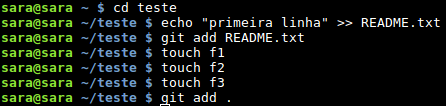 sara@sara ~ $ cd teste
sara@sara ~/teste $ echo "primeira linha" >> README.txt
sara@sara ~/teste $ git add README.txt
sara@sara ~/teste $ touch f1
sara@sara ~/teste $ touch f2
sara@sara ~/teste $ touch f3
sara@sara ~/teste $ git add .